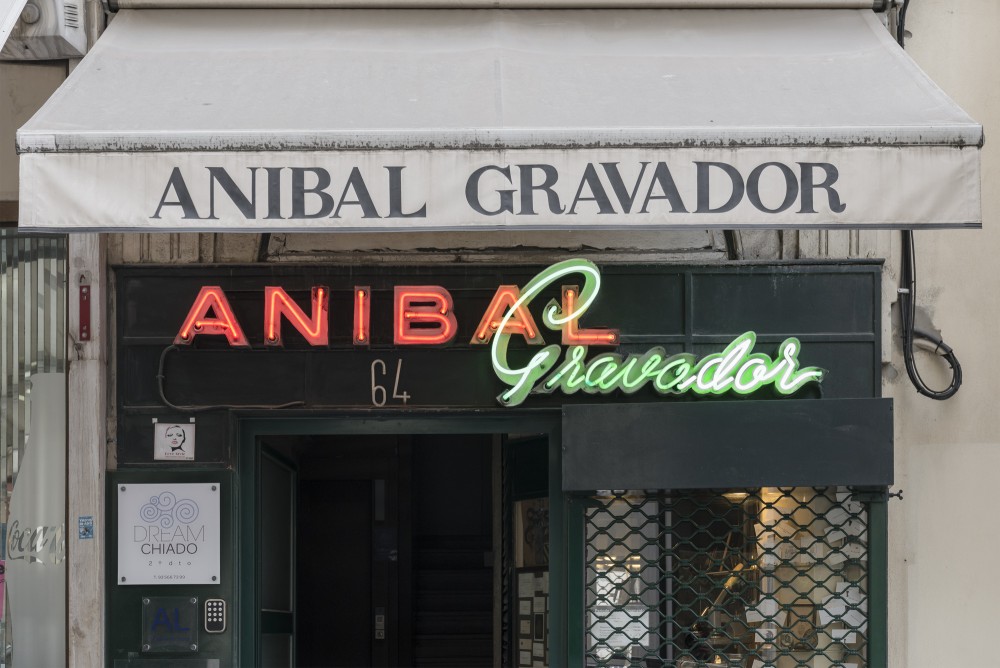 ANIBAL GRAVADOR
ANIBAL
Gravador
64
DREAM
CHIADO
AL